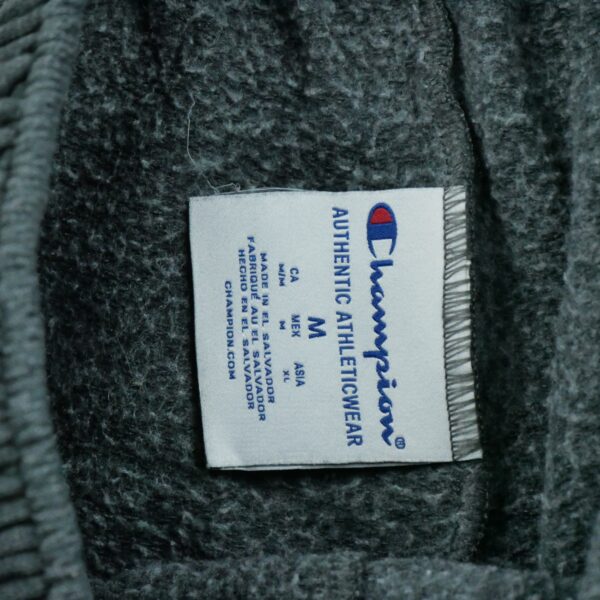 Champion®
AUTHENTIC ATHLETICWEAR
M
CA MEX ASIA
M/M M XL
MADE IN EL SALVADOR
FABRIQUÉ AU EL SALVADOR
HECHO EN EL SALVADOR
CHAMPION.COM